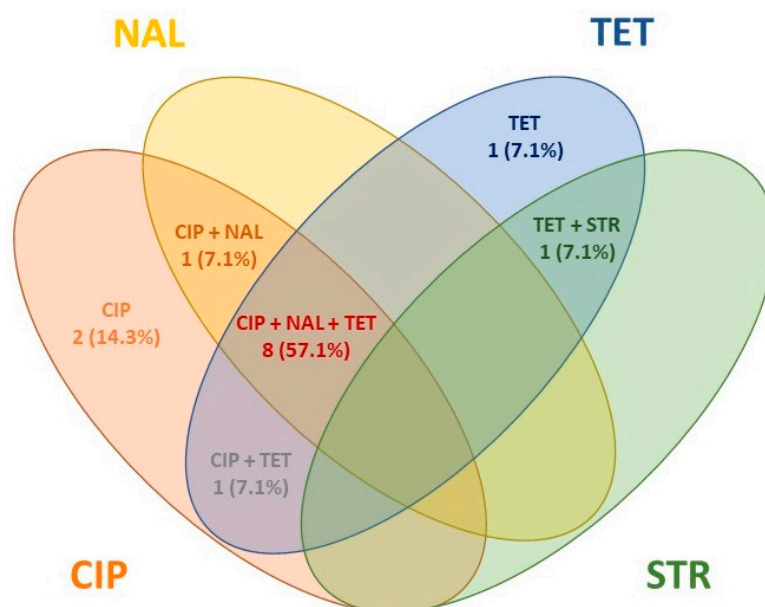 NAL
TET
TET
1 (7.1%)
CIP + NAL
1 (7.1%)
TET + STR
1 (7.1%)
CIP
2 (14.3%)
CIP + NAL + TET
8 (57.1%)
CIP + TET
1 (7.1%)
CIP
STR